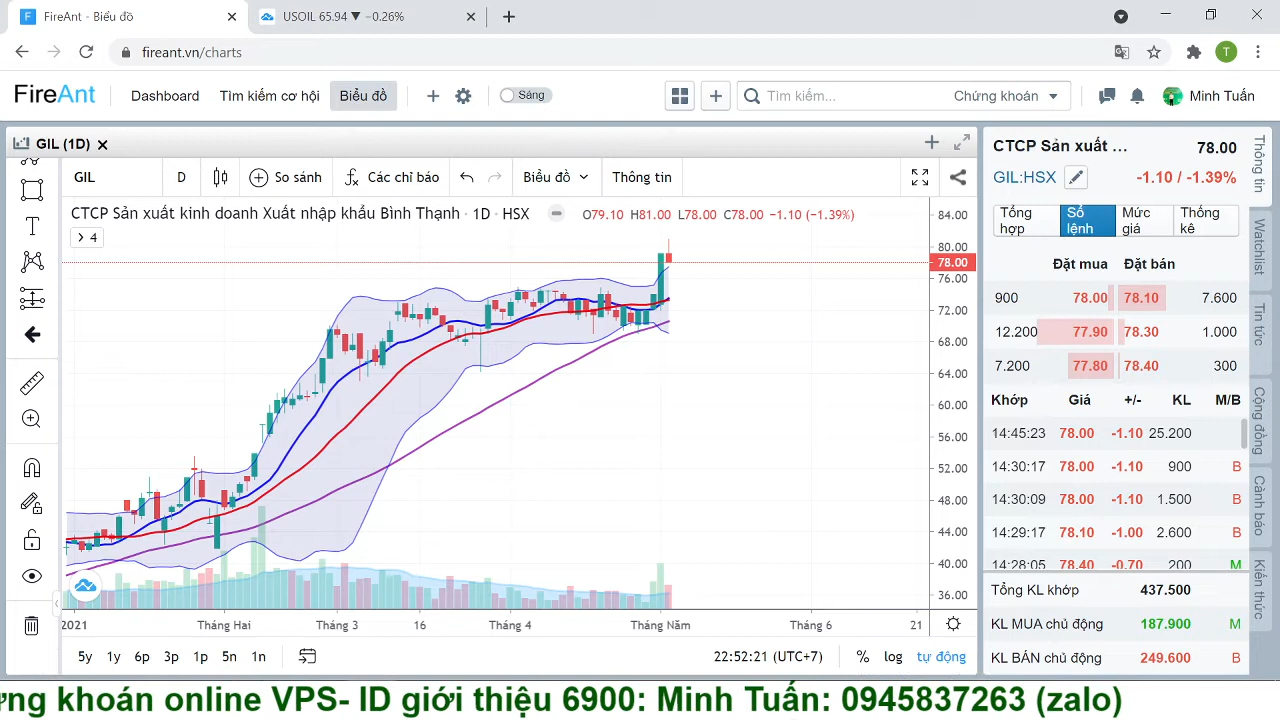 FireAnt - Biểu đồ
USOIL 65.94 ▼ −0.26%
fireant.vn/charts
T
FireAnt
Dashboard
Tìm kiếm cơ hội
Biểu đồ
Sáng
Tìm kiếm...
Chứng khoán
Minh Tuấn
GIL (1D)
GIL
D
So sánh
Các chỉ báo
Biểu đồ
Thông tin
CTCP Sản xuất kinh doanh Xuất nhập khẩu Bình Thạnh · 1D · HSX
O79.10 H81.00 L78.00 C78.00 −1.10 (−1.39%)
4
84.00
80.00
78.00
76.00
72.00
68.00
64.00
60.00
56.00
52.00
48.00
44.00
40.00
36.00
2021
Tháng Hai
Tháng 3
16
Tháng 4
Tháng Năm
Tháng 6
21
5y 1y 6p 3p 1p 5n 1n
22:52:21 (UTC+7)
% log tự động
CTCP Sản xuất ...
78.00
GIL:HSX
-1.10 / -1.39%
Tổng hợp
Số lệnh
Mức giá
Thống kê
Đặt mua Đặt bán
900 78.00 78.10 7.600
12.200 77.90 78.30 1.000
7.200 77.80 78.40 300
Khớp Giá +/- KL M/B
14:45:23 78.00 -1.10 25.200
14:30:17 78.00 -1.10 900 B
14:30:09 78.00 -1.10 1.500 B
14:29:17 78.10 -1.00 2.600 B
14:28:05 78.40 -0.70 200 M
Tổng KL khớp 437.500
KL MUA chủ động 187.900 M
KL BÁN chủ động 249.600 B
Thông tin
Watchlist
Tin tức
Cộng đồng
Cảnh báo
Kiến thức
ứng khoán online VPS- ID giới thiệu 6900: Minh Tuấn: 0945837263 (zalo)